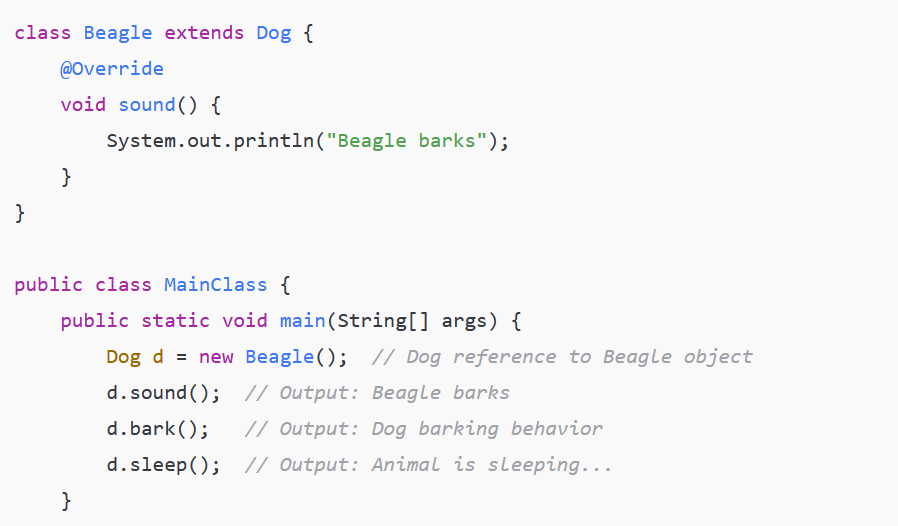 class Beagle extends Dog {
    @Override
    void sound() {
        System.out.println("Beagle barks");
    }
}

public class MainClass {
    public static void main(String[] args) {
        Dog d = new Beagle();  // Dog reference to Beagle object
        d.sound();  // Output: Beagle barks
        d.bark();   // Output: Dog barking behavior
        d.sleep();  // Output: Animal is sleeping...
    }